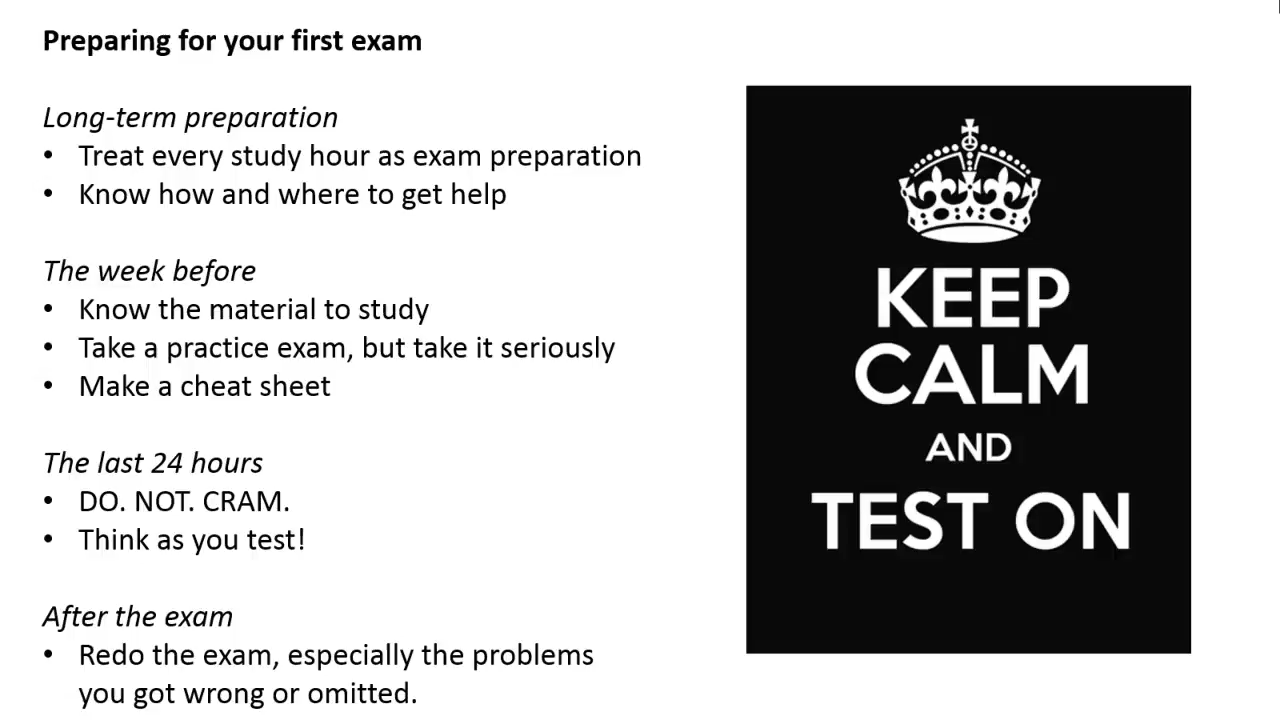 Preparing for your first exam
Long-term preparation
• Treat every study hour as exam preparation
• Know how and where to get help
The week before
• Know the material to study
• Take a practice exam, but take it seriously
• Make a cheat sheet
The last 24 hours
• DO. NOT. CRAM.
• Think as you test!
After the exam
• Redo the exam, especially the problems
you got wrong or omitted.
KEEP
CALM
AND
TEST ON